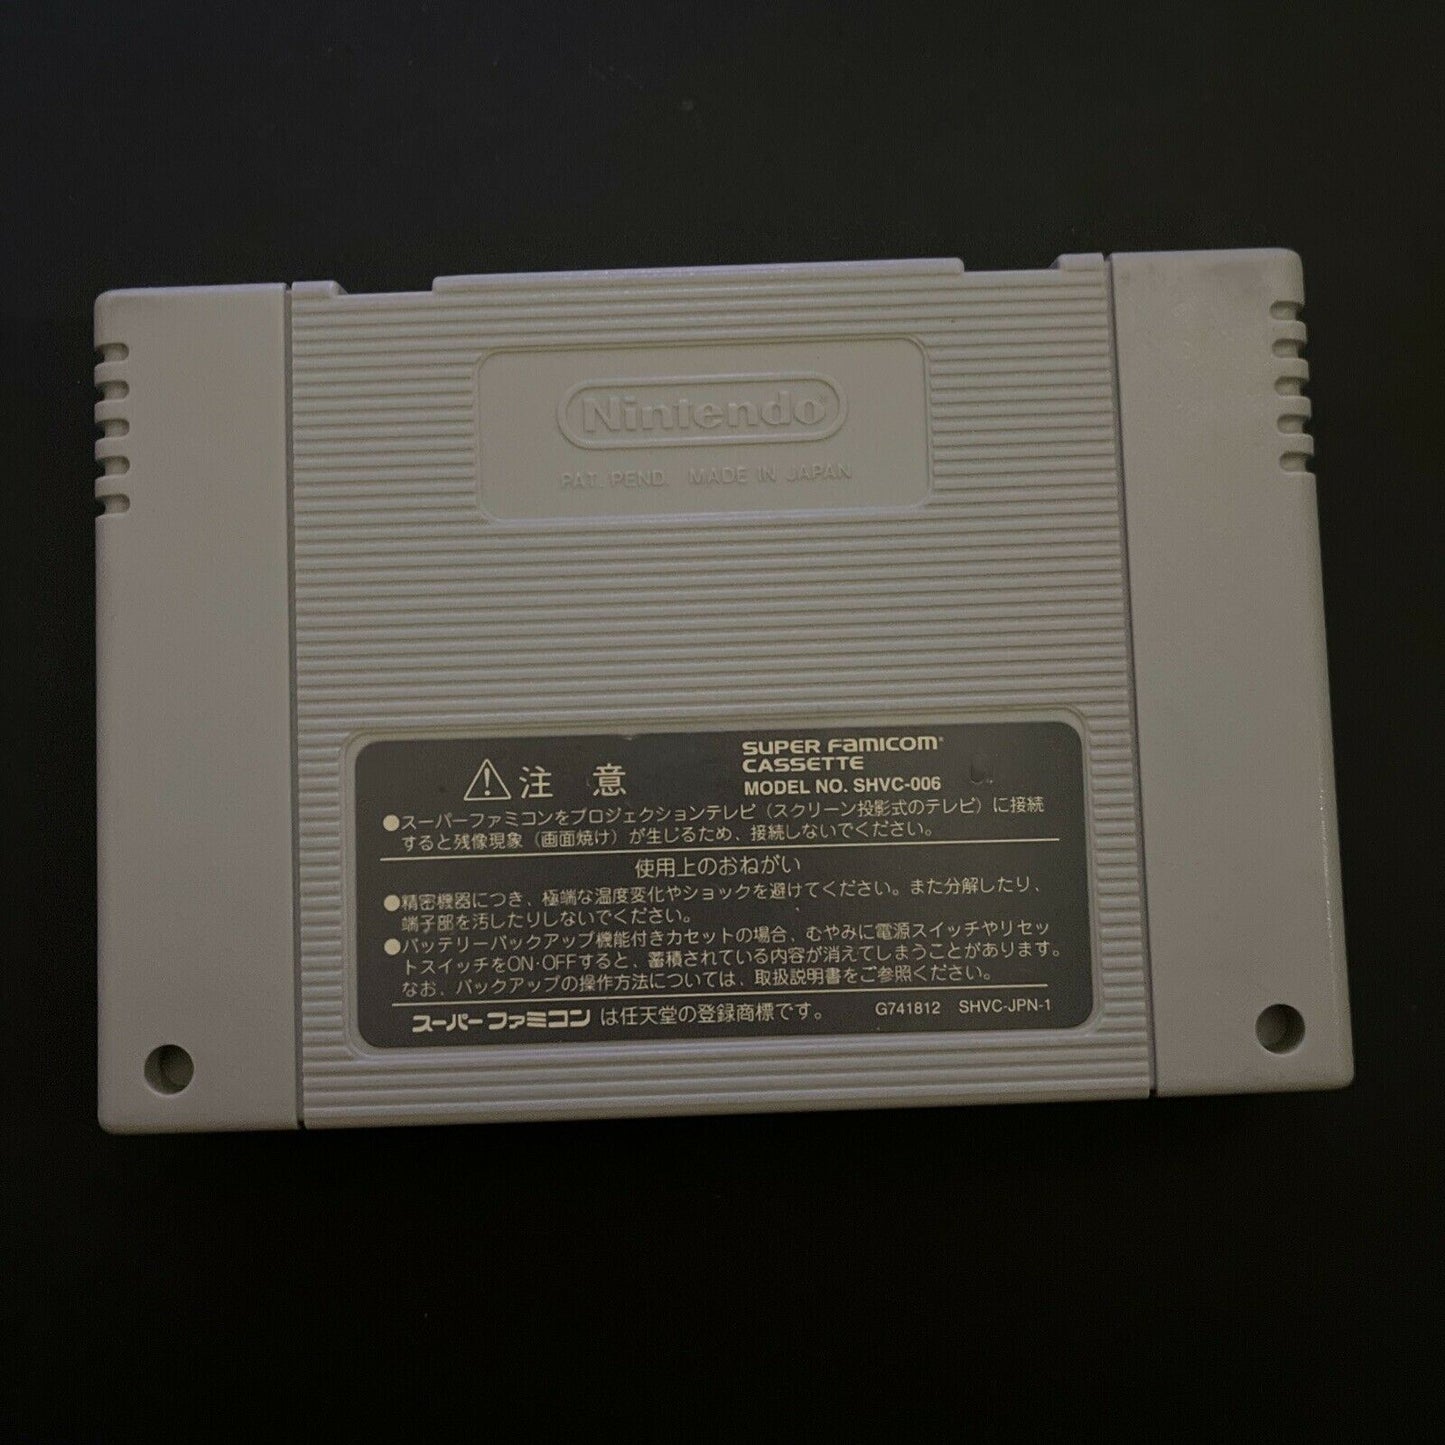 Nintendo®
PAT. PEND. MADE IN JAPAN
注意
SUPER FAMICOM®
CASSETTE
MODEL NO. SHVC-006
●スーパーファミコンをプロジェクションテレビ（スクリーン投影式のテレビ）に接続
すると残像現象（画面焼け）が生じるため、接続しないでください。
使用上のおねがい
●精密機器につき、極端な温度変化やショックを避けてください。また分解したり、
端子部を汚したりしないでください。
●バッテリーバックアップ機能付きカセットの場合、むやみに電源スイッチやリセッ
トスイッチをON·OFFすると、蓄積されている内容が消えてしまうことがあります。
なお、バックアップの操作方法については、取扱説明書をご参照ください。
スーパーファミコンは任天堂の登録商標です。 G741812 SHVC-JPN-1